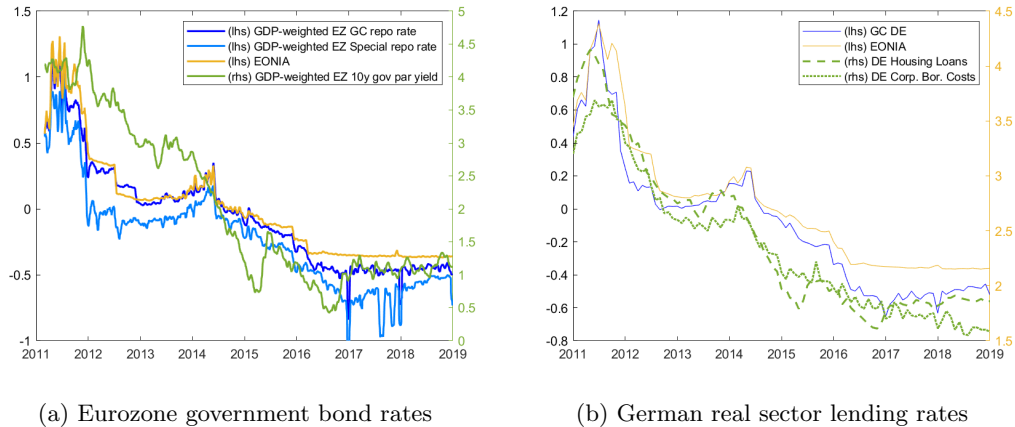 (lhs) GDP-weighted EZ GC repo rate
(lhs) GDP-weighted EZ Special repo rate
(lhs) EONIA
(rhs) GDP-weighted EZ 10y gov par yield
1.5
1
0.5
0
-0.5
-1
5
4.5
4
3.5
3
2.5
2
1.5
1
0.5
0
2011 2012 2013 2014 2015 2016 2017 2018 2019
(a) Eurozone government bond rates
(lhs) GC DE
(lhs) EONIA
(rhs) DE Housing Loans
(rhs) DE Corp. Bor. Costs
1.2
1
0.8
0.6
0.4
0.2
0
-0.2
-0.4
-0.6
-0.8
4.5
4
3.5
3
2.5
2
1.5
2011 2012 2013 2014 2015 2016 2017 2018 2019
(b) German real sector lending rates